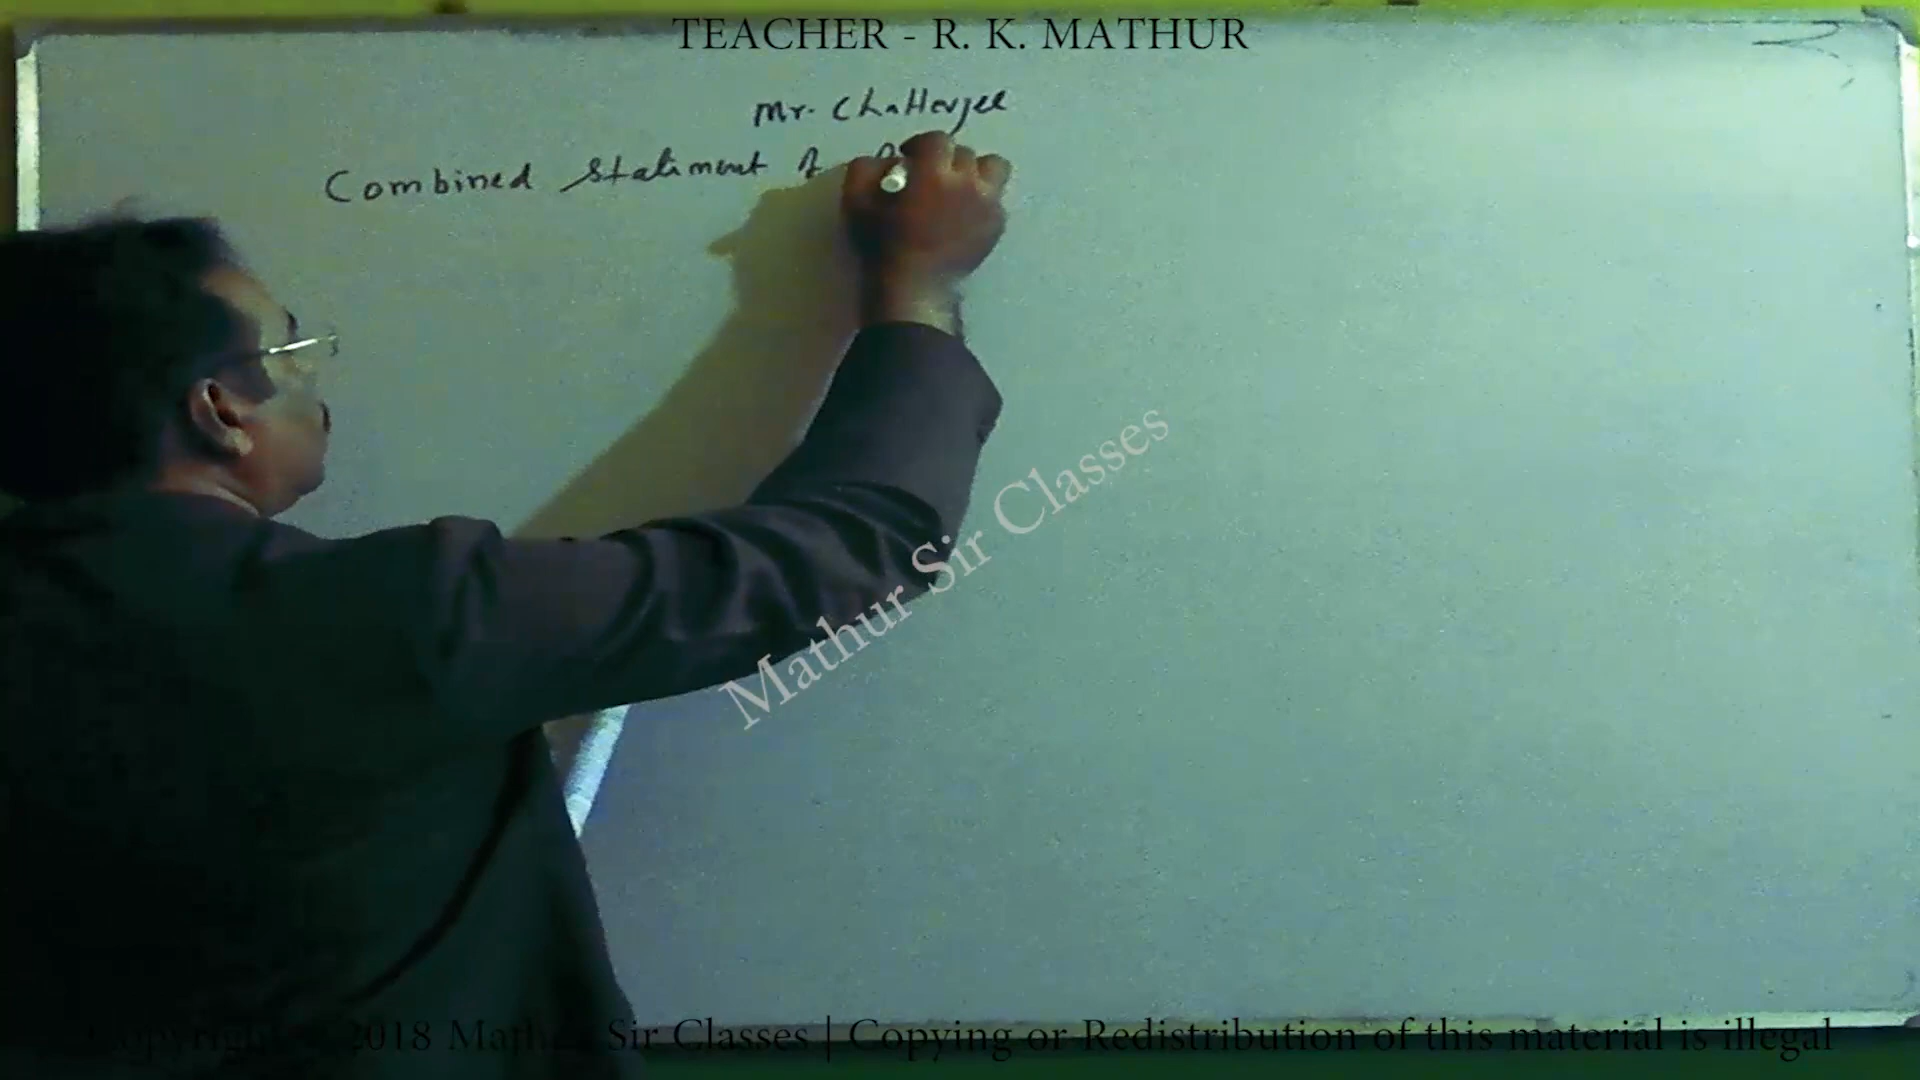 TEACHER - R. K. MATHUR
Mr. Chatterjee
Combined Statement of
Mathur Sir Classes
Copyright 2018 Mathur Sir Classes | Copying or Redistribution of this material is illegal